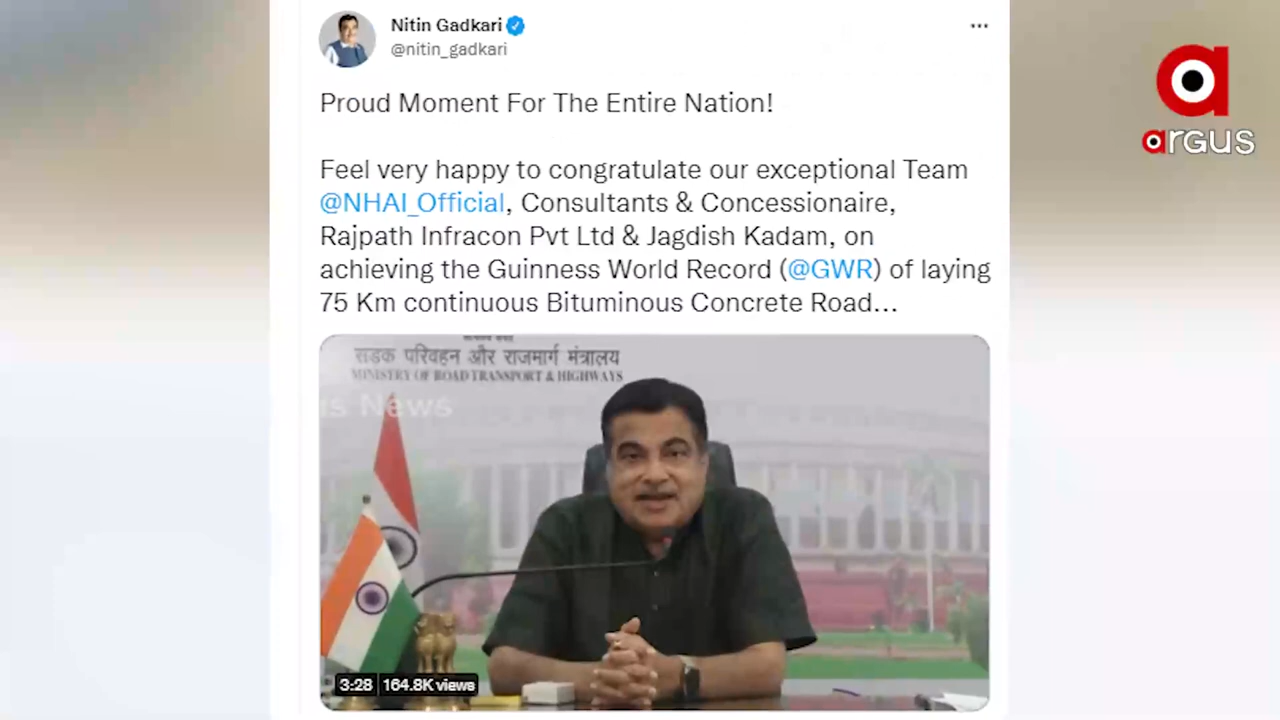 Nitin Gadkari
@nitin_gadkari
...
Proud Moment For The Entire Nation!
Feel very happy to congratulate our exceptional Team
@NHAI_Official, Consultants & Concessionaire,
Rajpath Infracon Pvt Ltd & Jagdish Kadam, on
achieving the Guinness World Record (@GWR) of laying
75 Km continuous Bituminous Concrete Road...
सड़क परिवहन और राजमार्ग मंत्रालय
MINISTRY OF ROAD TRANSPORT & HIGHWAYS
s News
3:28 164.8K views
a
argus